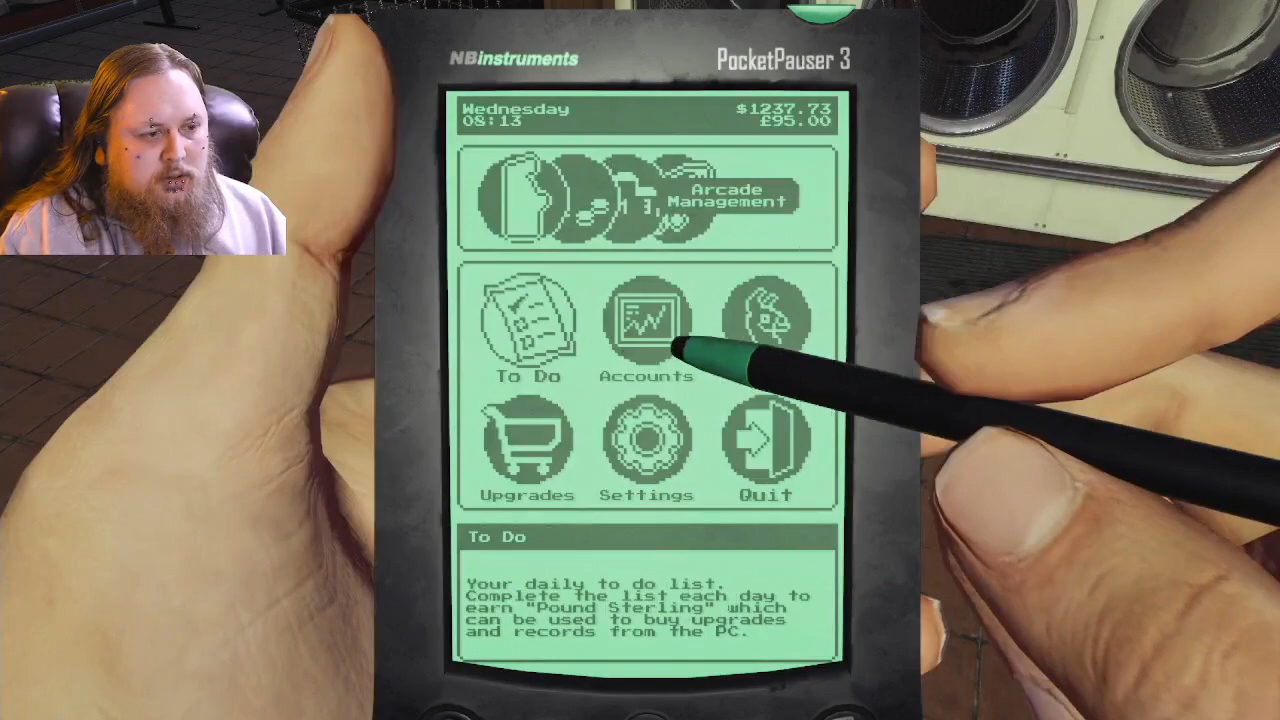 NBinstruments
PocketPauser 3
Wednesday
08:13
$1237.73
£95.00
Arcade
Management
To Do
Accounts
Upgrades
Settings
Quit
To Do
Your daily to do list.
Complete the list each day to
earn "Pound Sterling" which
can be used to buy upgrades
and records from the PC.